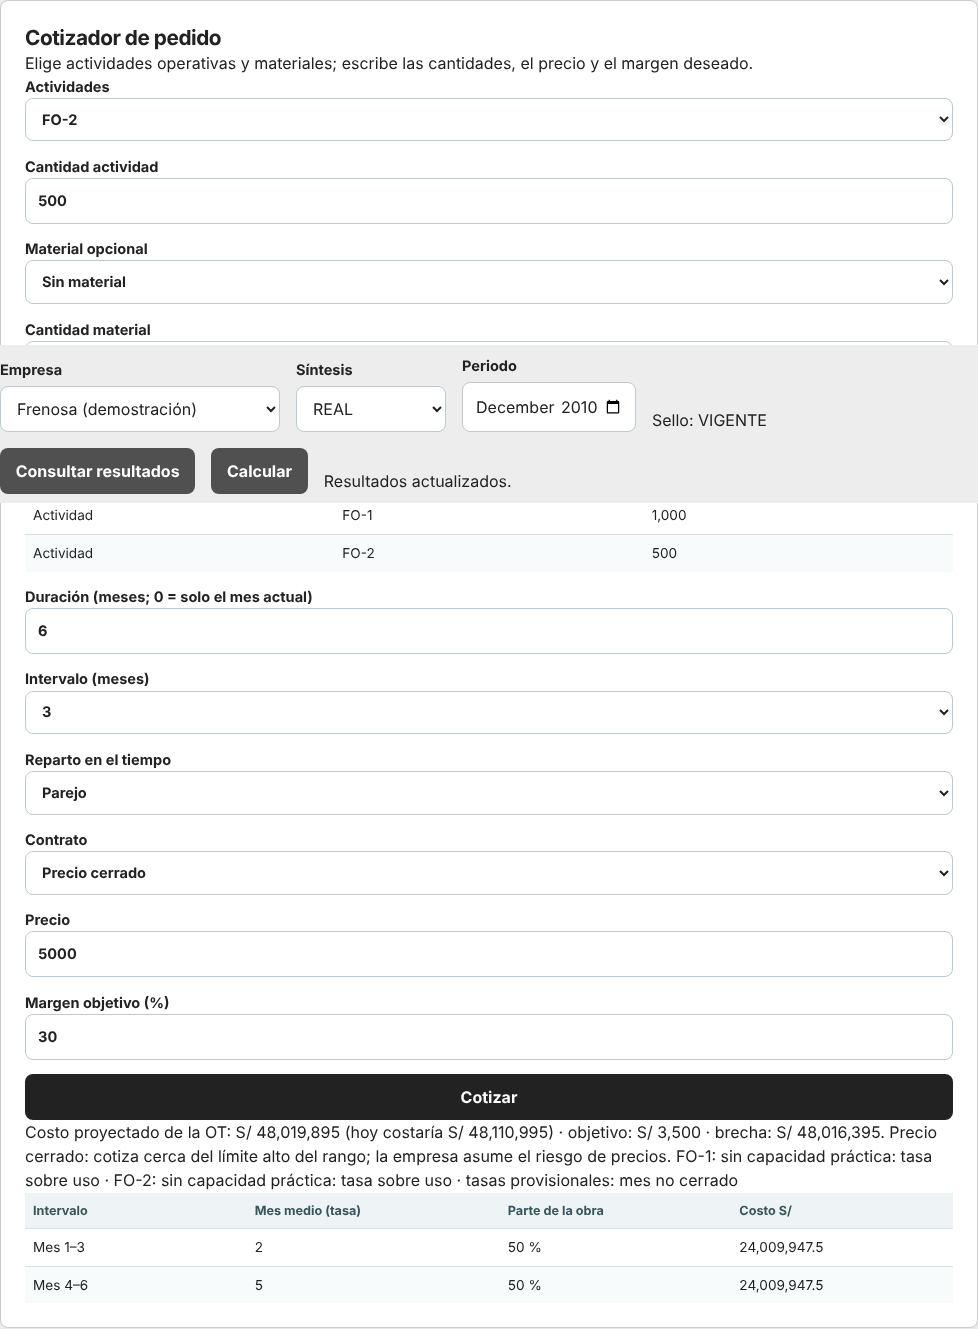 Cotizador de pedido
Elige actividades operativas y materiales; escribe las cantidades, el precio y el margen deseado.
Actividades
FO-2
Cantidad actividad
500
Material opcional
Sin material
Cantidad material
Empresa
Síntesis
Periodo
Frenosa (demostración)
REAL
December 2010
Sello: VIGENTE
Consultar resultados
Calcular
Resultados actualizados.
Actividad FO-1 1,000
Actividad FO-2 500
Duración (meses; 0 = solo el mes actual)
6
Intervalo (meses)
3
Reparto en el tiempo
Parejo
Contrato
Precio cerrado
Precio
5000
Margen objetivo (%)
30
Cotizar
Costo proyectado de la OT: S/ 48,019,895 (hoy costaría S/ 48,110,995) · objetivo: S/ 3,500 · brecha: S/ 48,016,395. Precio
cerrado: cotiza cerca del límite alto del rango; la empresa asume el riesgo de precios. FO-1: sin capacidad práctica: tasa
sobre uso · FO-2: sin capacidad práctica: tasa sobre uso · tasas provisionales: mes no cerrado
Intervalo Mes medio (tasa) Parte de la obra Costo S/
Mes 1–3 2 50 % 24,009,947.5
Mes 4–6 5 50 % 24,009,947.5